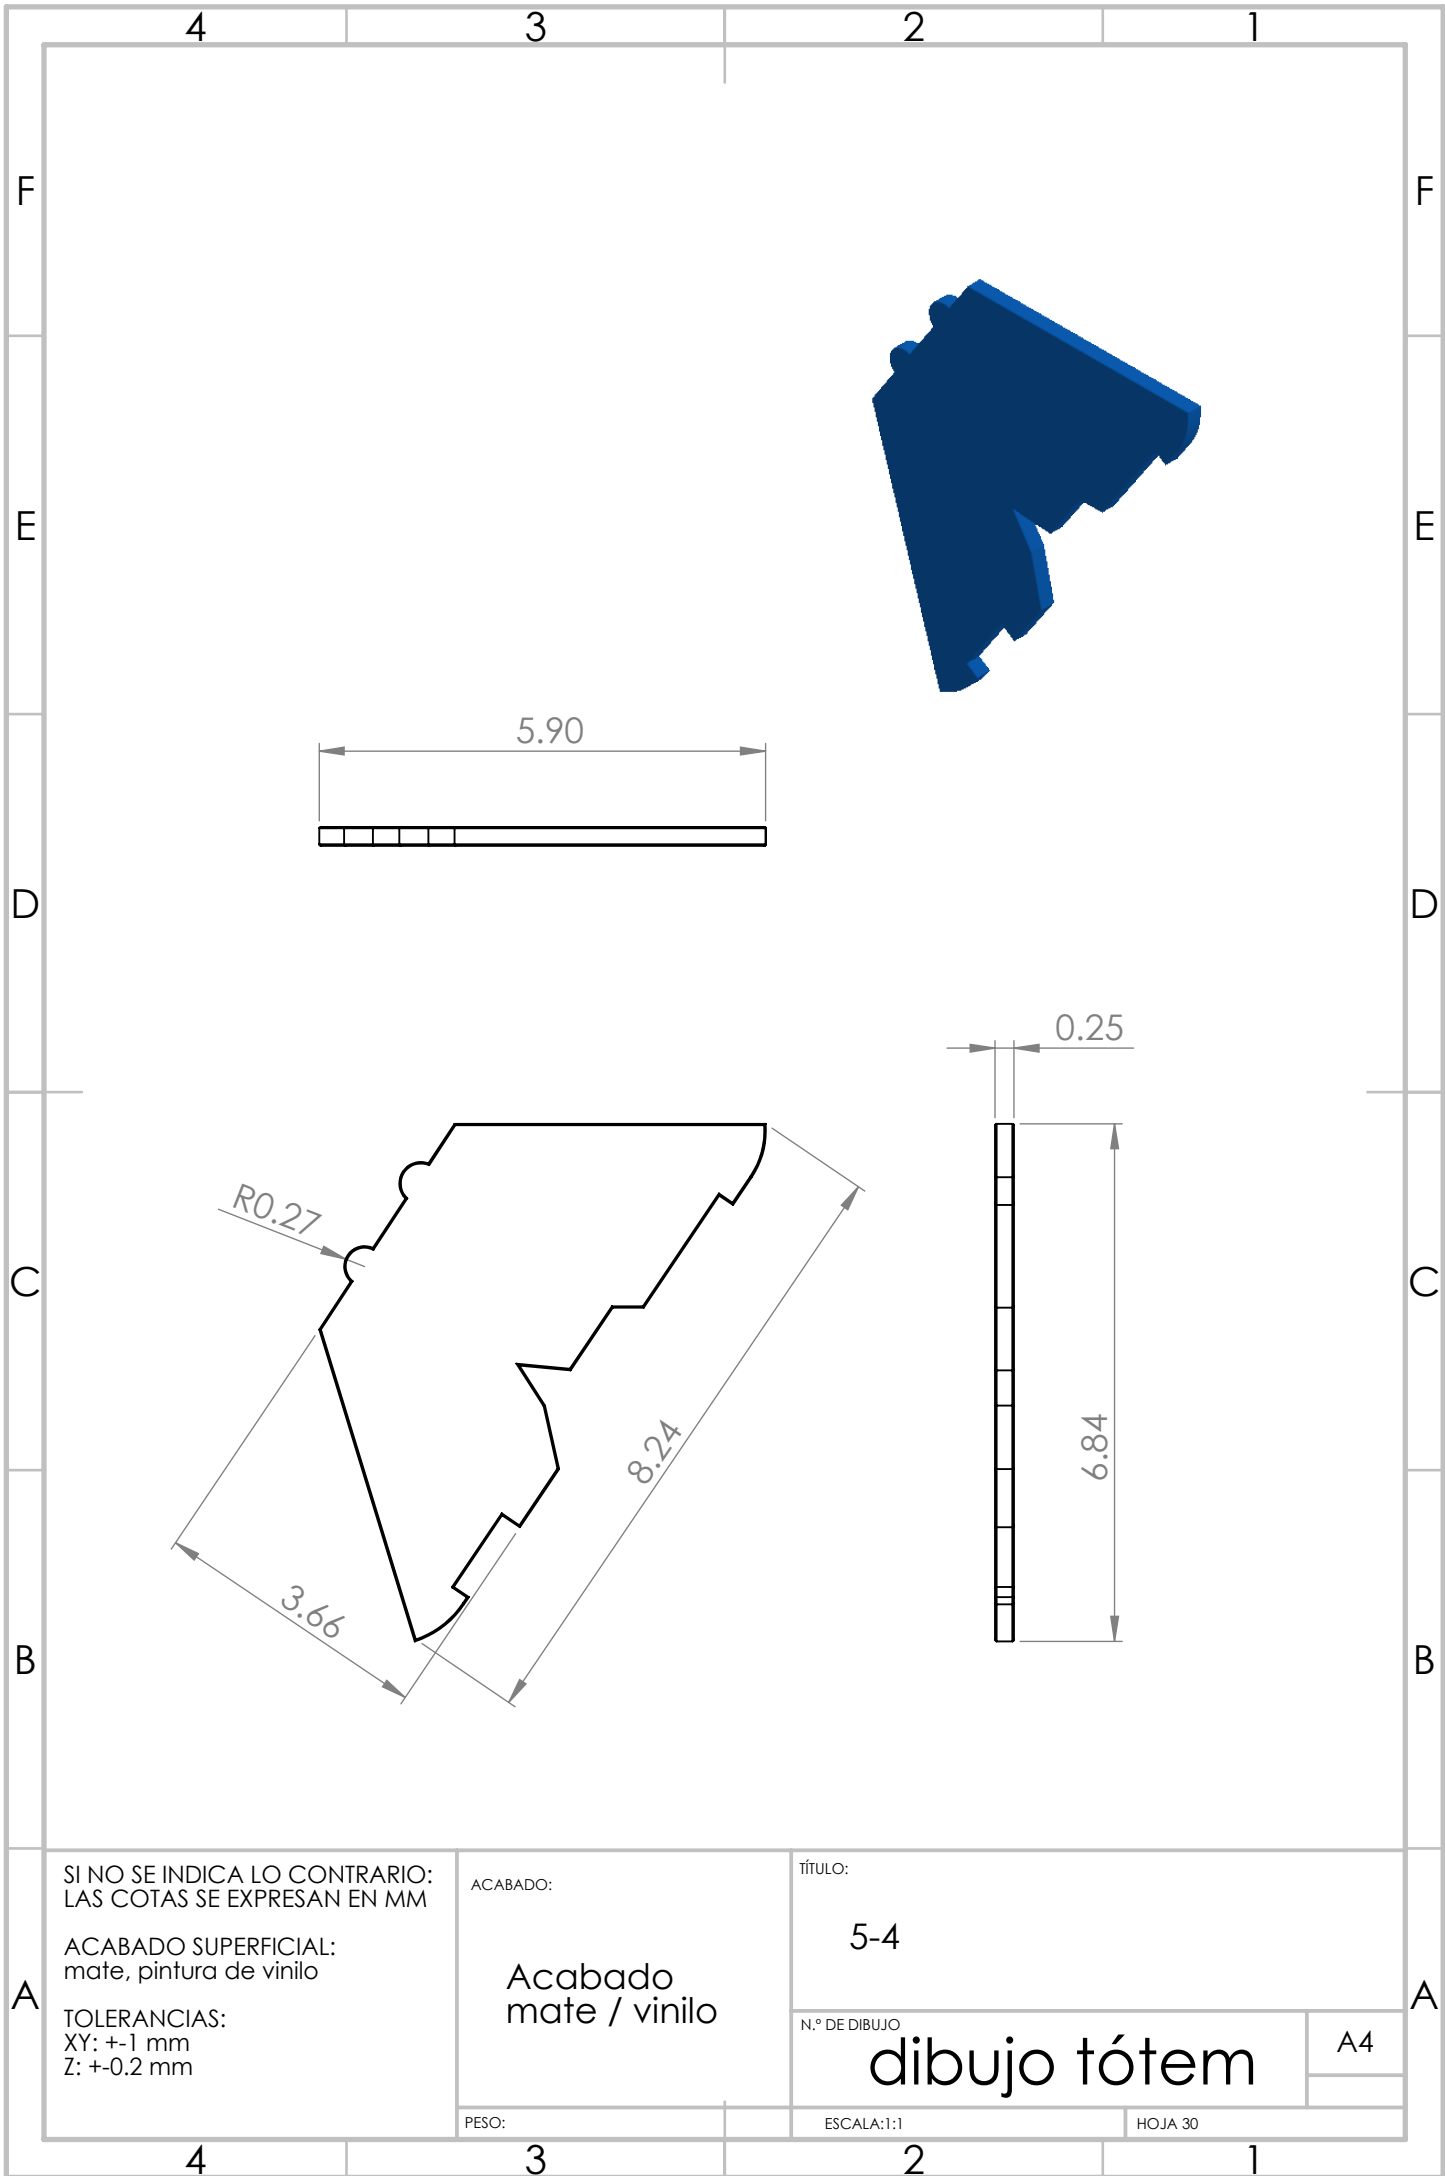 4 3 2 1
F F
E E
5.90
D D
0.25
R0.27
C C
8.24
6.84
3.66
B B
SI NO SE INDICA LO CONTRARIO:
LAS COTAS SE EXPRESAN EN MM
ACABADO SUPERFICIAL:
mate, pintura de vinilo
TOLERANCIAS:
XY: +-1 mm
Z: +-0.2 mm
ACABADO:
Acabado
mate / vinilo
PESO:
TÍTULO:
5-4
N.º DE DIBUJO
dibujo tótem
A4
ESCALA:1:1
HOJA 30
A A
4 3 2 1